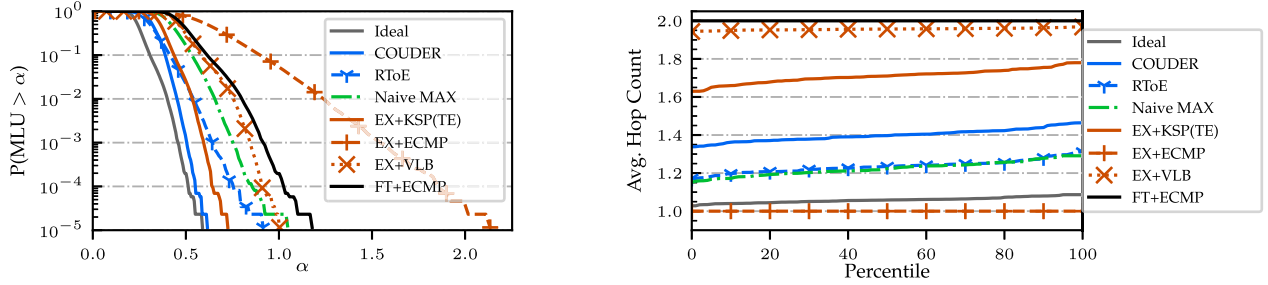 10⁰
10⁻¹
10⁻²
10⁻³
10⁻⁴
10⁻⁵
P(MLU > α)
0.0
0.5
1.0
1.5
2.0
α
Ideal
COUDER
RToE
Naive MAX
EX+KSP(TE)
EX+ECMP
EX+VLB
FT+ECMP
2.0
1.8
1.6
1.4
1.2
1.0
Avg. Hop Count
0
20
40
60
80
100
Percentile
Ideal
COUDER
RToE
Naive MAX
EX+KSP(TE)
EX+ECMP
EX+VLB
FT+ECMP